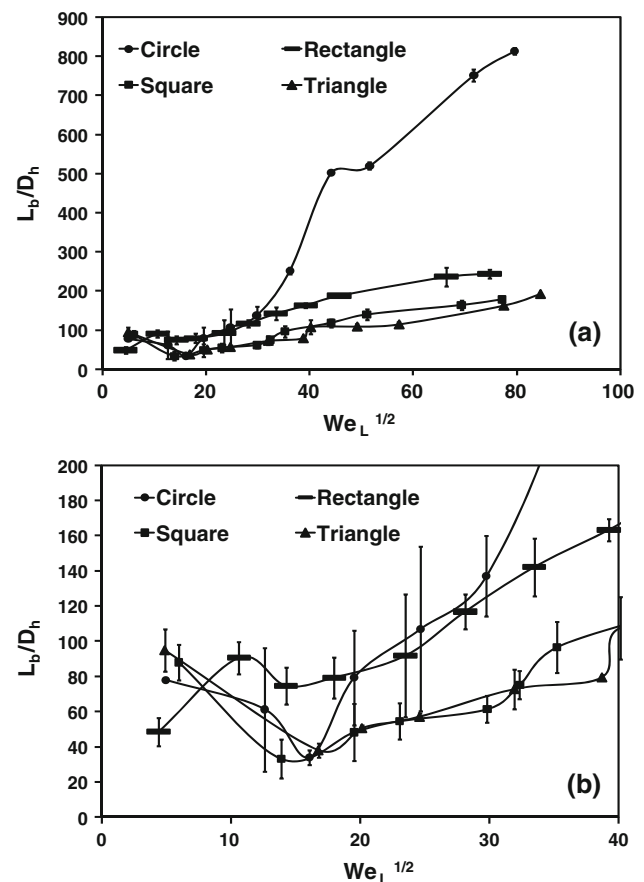 900
800
700
600
500
400
300
200
100
0
L_b/D_h
Circle
Rectangle
Square
Triangle
(a)
0 20 40 60 80 100
We_L^1/2
200
180
160
140
120
100
80
60
40
20
0
L_b/D_h
Circle
Rectangle
Square
Triangle
(b)
0 10 20 30 40
We_L^1/2